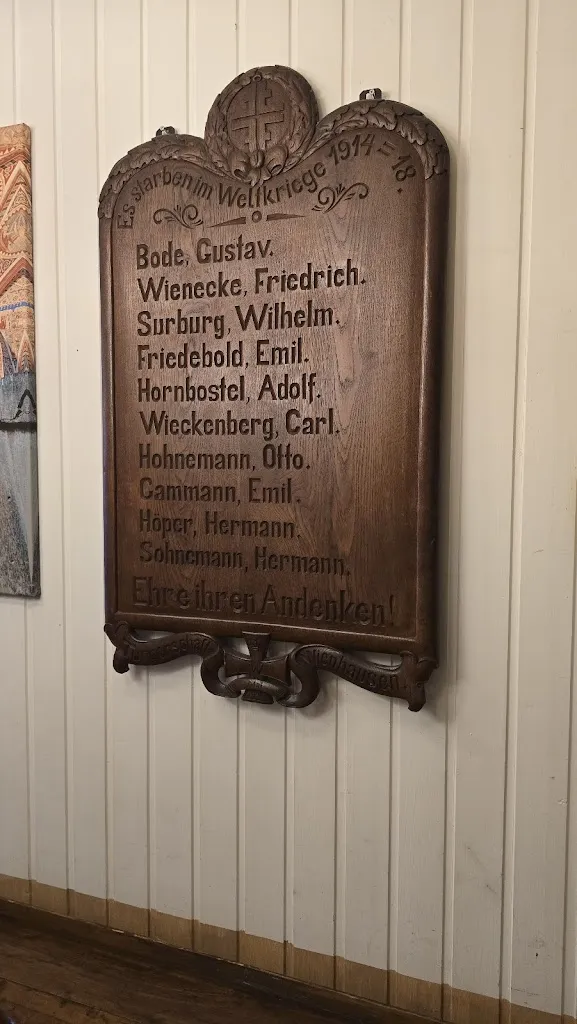 Es starben im Weltkriege 1914=18.
Bode, Gustav.
Wienecke, Friedrich.
Surburg, Wilhelm.
Friedebold, Emil.
Hornbostel, Adolf.
Wieckenberg, Carl.
Hohnemann, Otto.
Gammann, Emil.
Höper, Hermann.
Sohnemann, Hermann.
Ehre ihren Andenken!